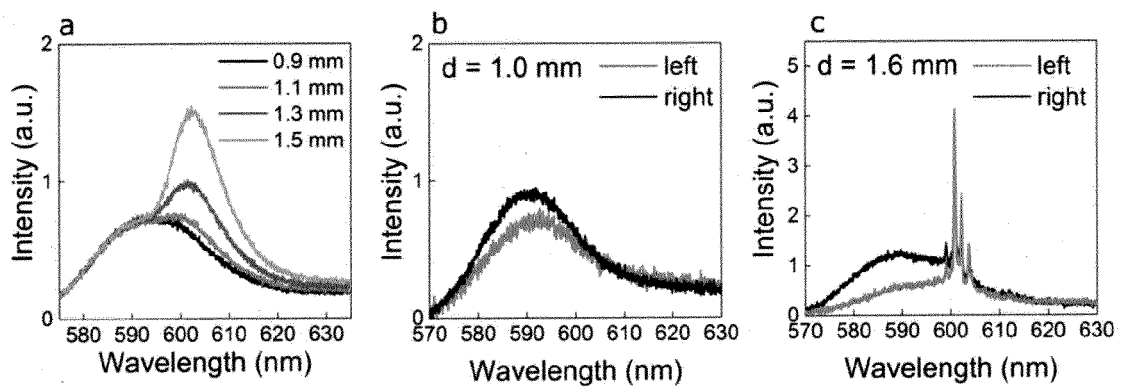 a
2
1
0
Intensity (a.u.)
0.9 mm
1.1 mm
1.3 mm
1.5 mm
580 590 600 610 620 630
Wavelength (nm)
b
2
1
0
Intensity (a.u.)
d = 1.0 mm
left
right
570 580 590 600 610 620 630
Wavelength (nm)
c
5
4
3
2
1
0
Intensity (a.u.)
d = 1.6 mm
left
right
570 580 590 600 610 620 630
Wavelength (nm)